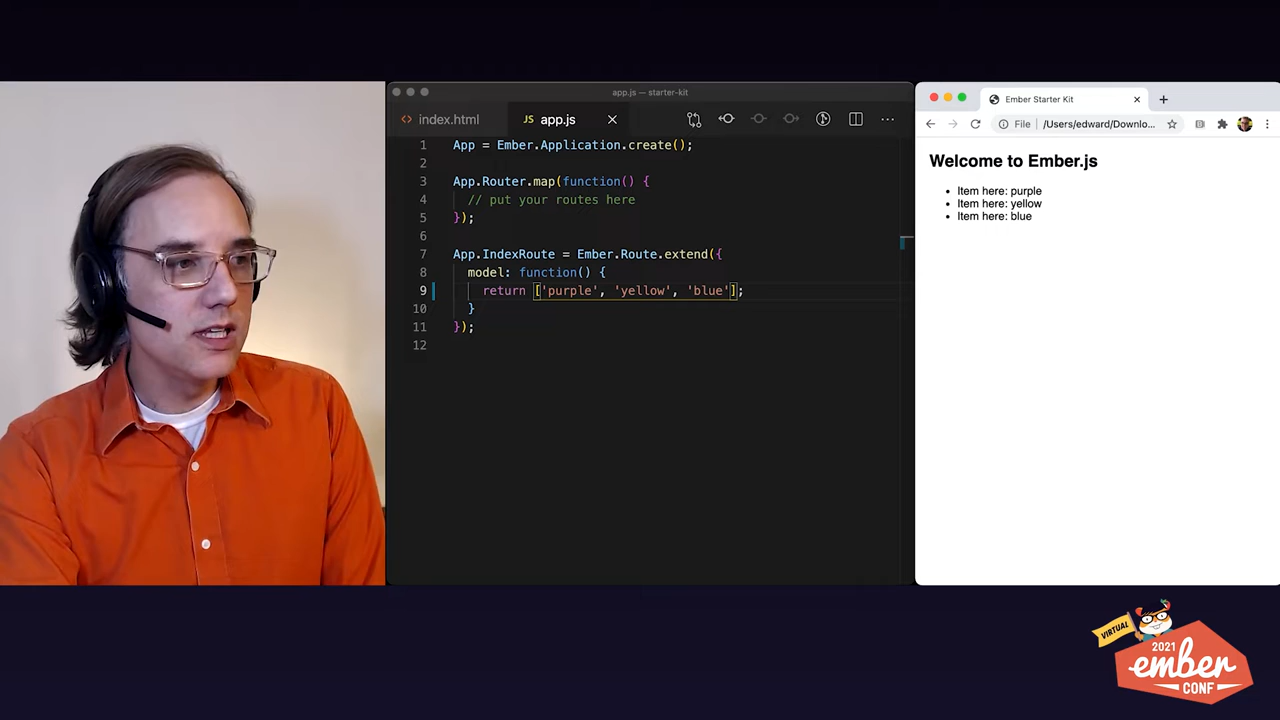 app.js — starter-kit
index.html
JS app.js
1 App = Ember.Application.create();
2
3 App.Router.map(function() {
4 // put your routes here
5 });
6
7 App.IndexRoute = Ember.Route.extend({
8 model: function() {
9 return ['purple', 'yellow', 'blue'];
10 }
11 });
12
Ember Starter Kit
File /Users/edward/Downlo...
Welcome to Ember.js
• Item here: purple
• Item here: yellow
• Item here: blue
VIRTUAL
2021
ember
CONF